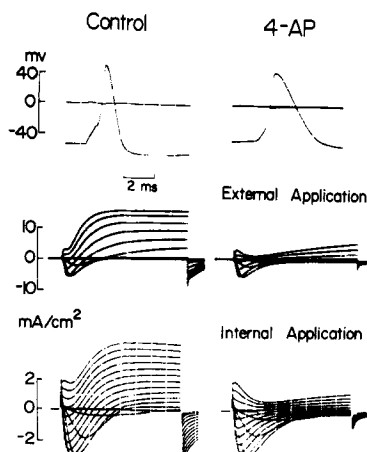 Control 4-AP
mv
40
0
-40
2 ms
External Application
10
0
-10
mA/cm²
Internal Application
2
0
-2